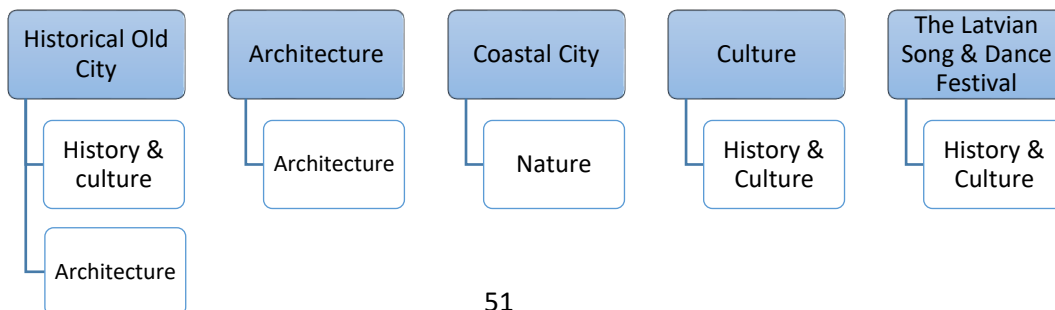 Historical Old
City
Architecture
Coastal City
Culture
The Latvian
Song & Dance
Festival
History &
culture
Architecture
Nature
History &
Culture
History &
Culture
Architecture
51